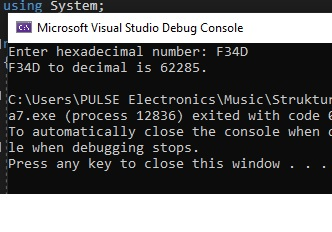 using System;
Microsoft Visual Studio Debug Console
Enter hexadecimal number: F34D
F34D to decimal is 62285.
C:\Users\PULSE Electronics\Music\Struktur
a7.exe (process 12836) exited with code
To automatically close the console when
le when debugging stops.
Press any key to close this window . . .